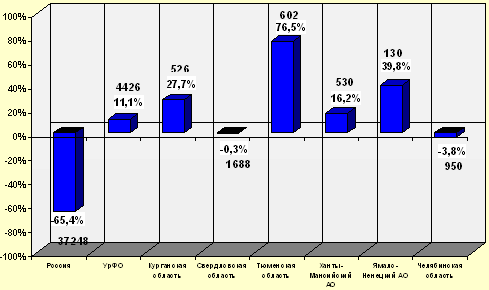 100%
80%
60%
40%
20%
0%
-20%
-40%
-60%
-80%
-100%
-65,4%
37248
4426
11,1%
526
27,7%
-0,3%
1688
602
76,5%
530
16,2%
130
39,8%
-3,8%
950
Россия
УрФО
Курганская
область
Свердловская
область
Тюменская
область
Ханты-
Мансийский
АО
Ямало-
Ненецкий АО
Челябинская
область